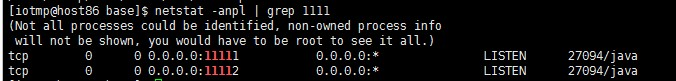 [iotmp@host86 base]$ netstat -anpl | grep 1111
(Not all processes could be identified, non-owned process info
 will not be shown, you would have to be root to see it all.)
tcp        0      0 0.0.0.0:11111           0.0.0.0:*               LISTEN      27094/java
tcp        0      0 0.0.0.0:11112           0.0.0.0:*               LISTEN      27094/java